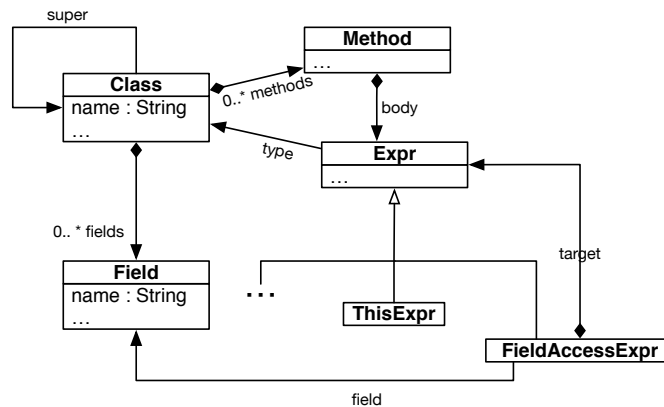 super
Method
...
Class
name : String
...
0..* methods
body
type
Expr
...
0.. * fields
target
Field
name : String
...
...
ThisExpr
FieldAccessExpr
field